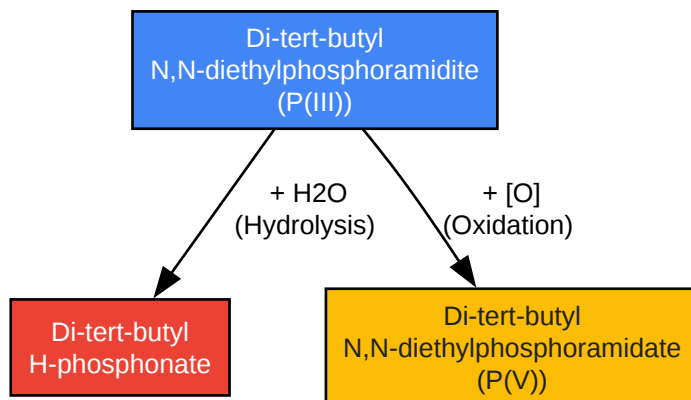 Di-tert-butyl
N,N-diethylphosphoramidite
(P(III))
+ H2O
(Hydrolysis)
+ [O]
(Oxidation)
Di-tert-butyl
H-phosphonate
Di-tert-butyl
N,N-diethylphosphoramidate
(P(V))